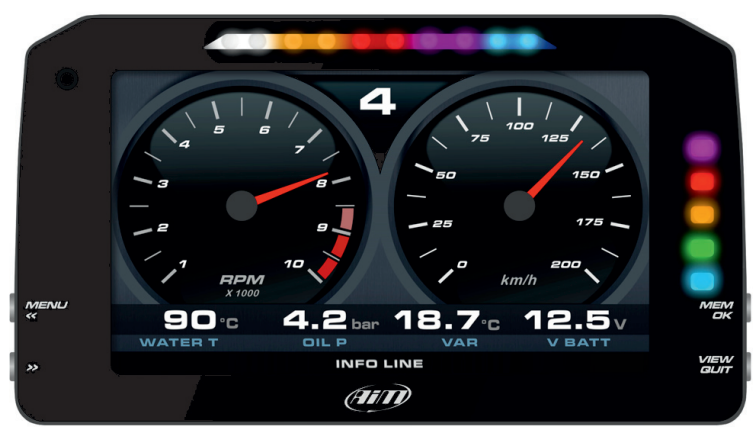 4
1 2 3 4 5 6 7 8 9 10
RPM
X 1000
0 25 50 75 100 125 150 175 200
km/h
90 °C 4.2 bar 18.7 °C 12.5 V
WATER T OIL P VAR V BATT
INFO LINE
AiM
MENU
<<
>>
MEM
OK
VIEW
QUIT